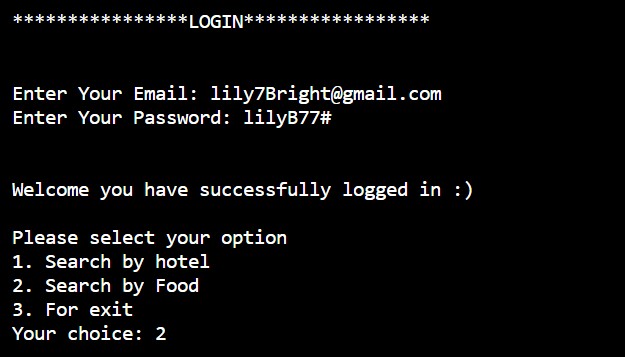 ****************LOGIN*****************
Enter Your Email: lily7Bright@gmail.com
Enter Your Password: lilyB77#
Welcome you have successfully logged in :)
Please select your option
1. Search by hotel
2. Search by Food
3. For exit
Your choice: 2